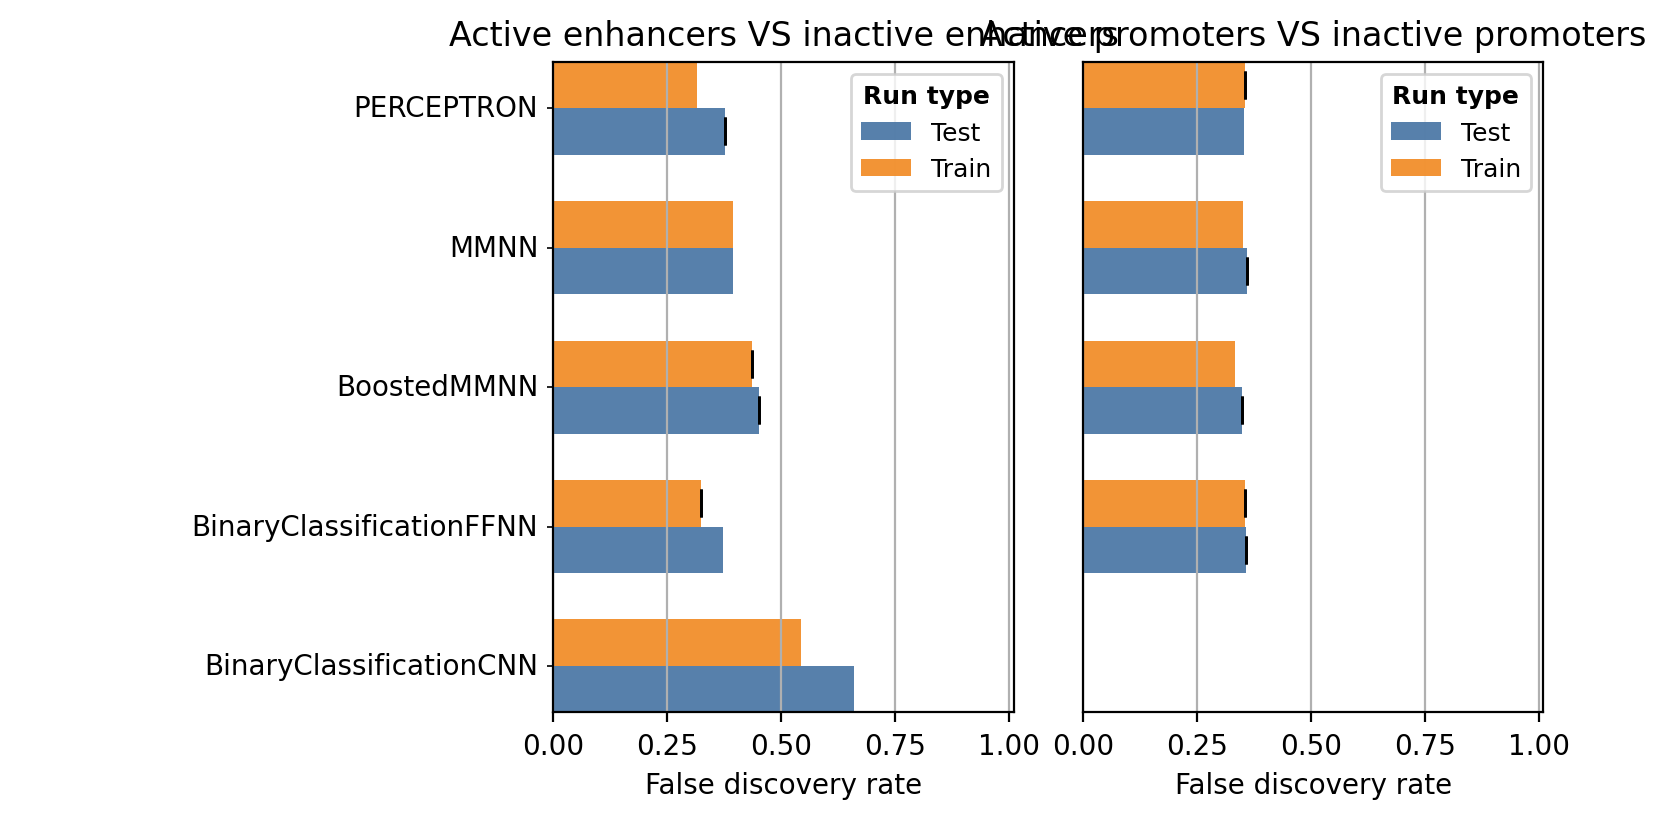 Active enhancers VS inactive enhancers
Active promoters VS inactive promoters
PERCEPTRON
MMNN
BoostedMMNN
BinaryClassificationFFNN
BinaryClassificationCNN
Run type
Test
Train
0.00 0.25 0.50 0.75 1.00
False discovery rate
Run type
Test
Train
0.00 0.25 0.50 0.75 1.00
False discovery rate